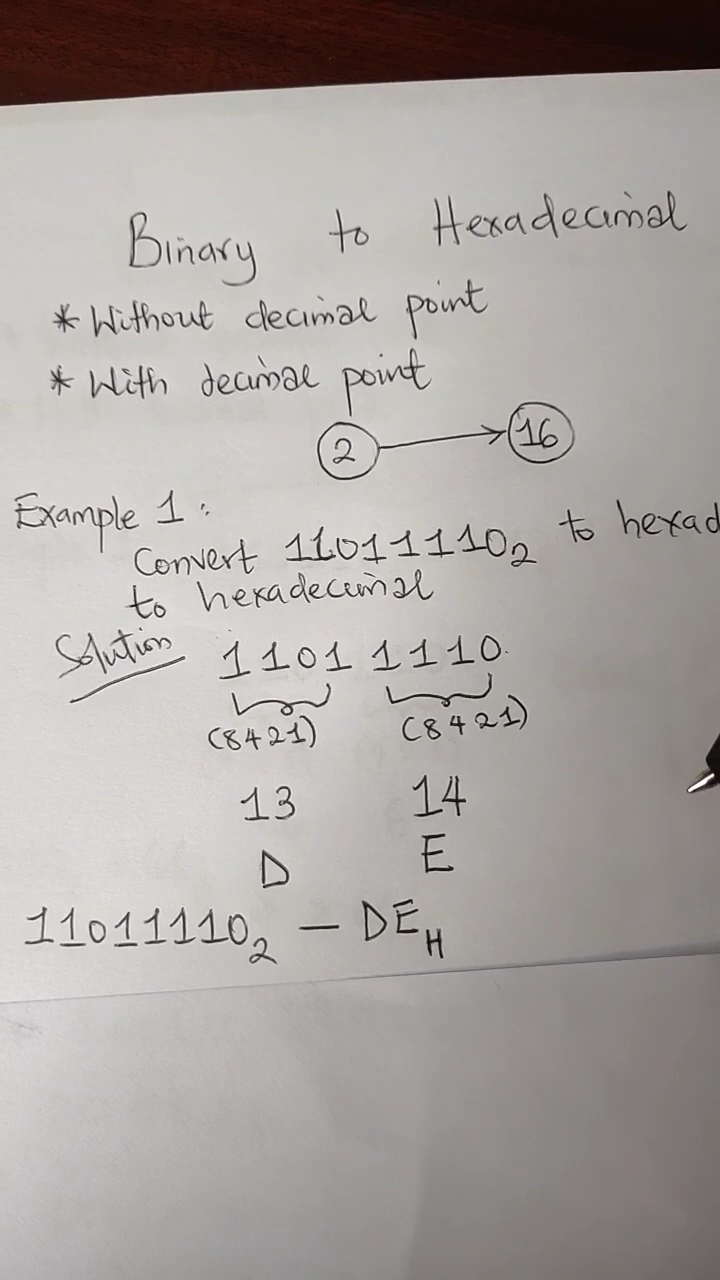 Binary to Hexadecimal
* Without decimal point
* With decimal point
2 → 16
Example 1:
Convert 11011110₂ to hexad
to hexadecimal
Solution 1101 1110
(8421) (8421)
13 14
D E
11011110₂ – DE_H